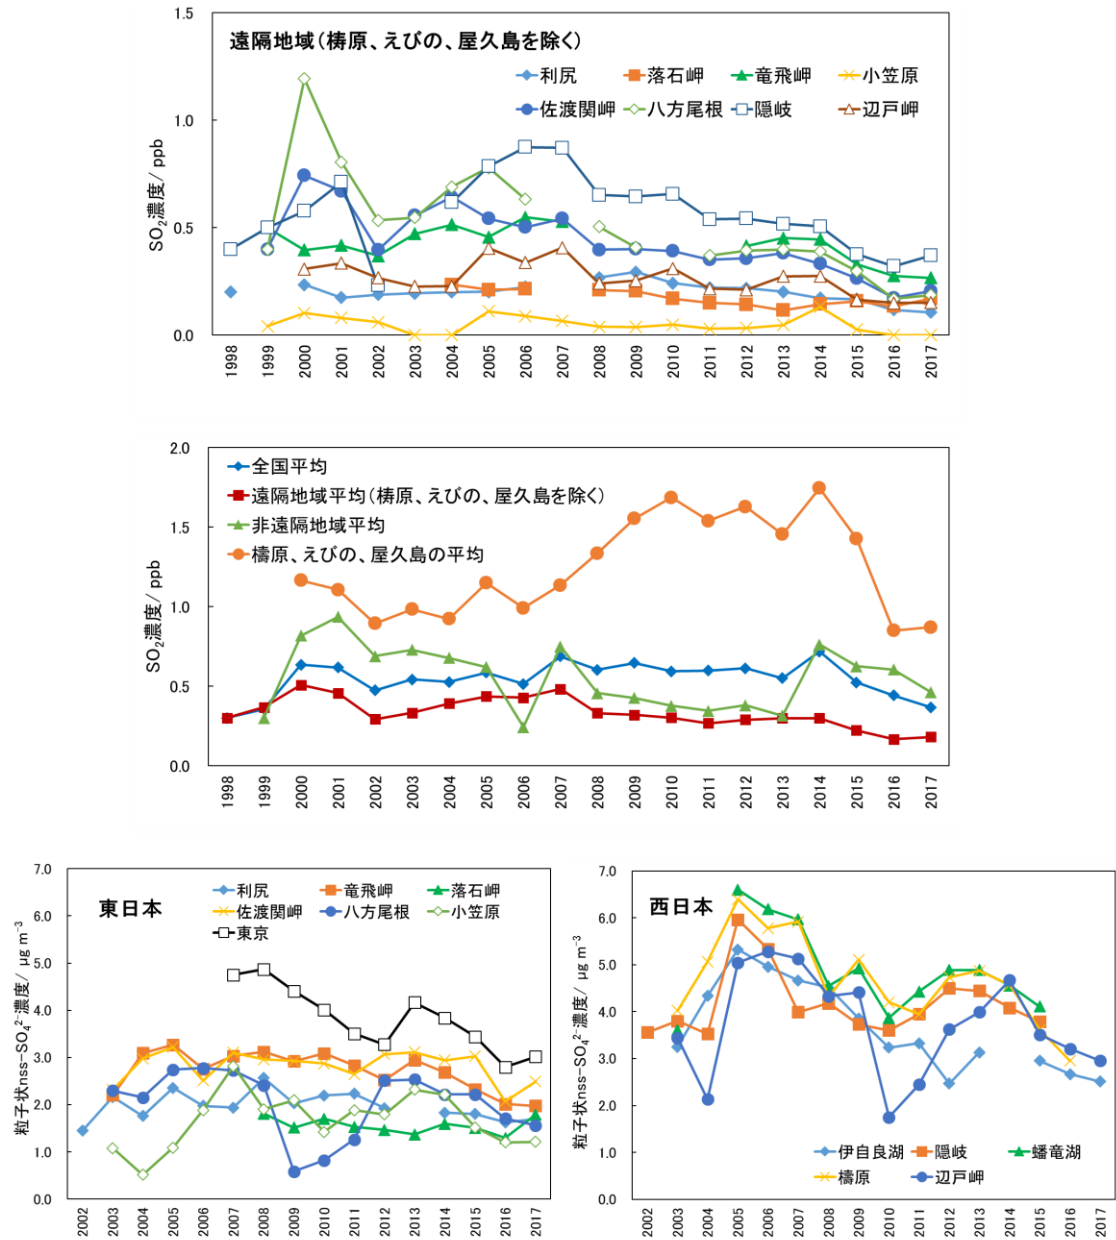 遠隔地域(梼原、えびの、屋久島を除く)
利尻 落石岬 竜飛岬 小笠原
佐渡関岬 八方尾根 隠岐 辺戸岬
SO2濃度/ ppb
1.5
1.0
0.5
0.0
1998 1999 2000 2001 2002 2003 2004 2005 2006 2007 2008 2009 2010 2011 2012 2013 2014 2015 2016 2017
全国平均
遠隔地域平均(梼原、えびの、屋久島を除く)
非遠隔地域平均
檮原、えびの、屋久島の平均
SO2濃度/ ppb
2.0
1.5
1.0
0.5
0.0
1998 1999 2000 2001 2002 2003 2004 2005 2006 2007 2008 2009 2010 2011 2012 2013 2014 2015 2016 2017
東日本
利尻 竜飛岬 落石岬
佐渡関岬 八方尾根 小笠原
東京
粒子状nss-SO4 2-濃度/ μg m-3
7.0
6.0
5.0
4.0
3.0
2.0
1.0
0.0
2002 2003 2004 2005 2006 2007 2008 2009 2010 2011 2012 2013 2014 2015 2016 2017
西日本
粒子状nss-SO4 2-濃度/ μg m-3
7.0
6.0
5.0
4.0
3.0
2.0
1.0
0.0
伊自良湖 隠岐 蟠竜湖
檮原 辺戸岬
2002 2003 2004 2005 2006 2007 2008 2009 2010 2011 2012 2013 2014 2015 2016 2017